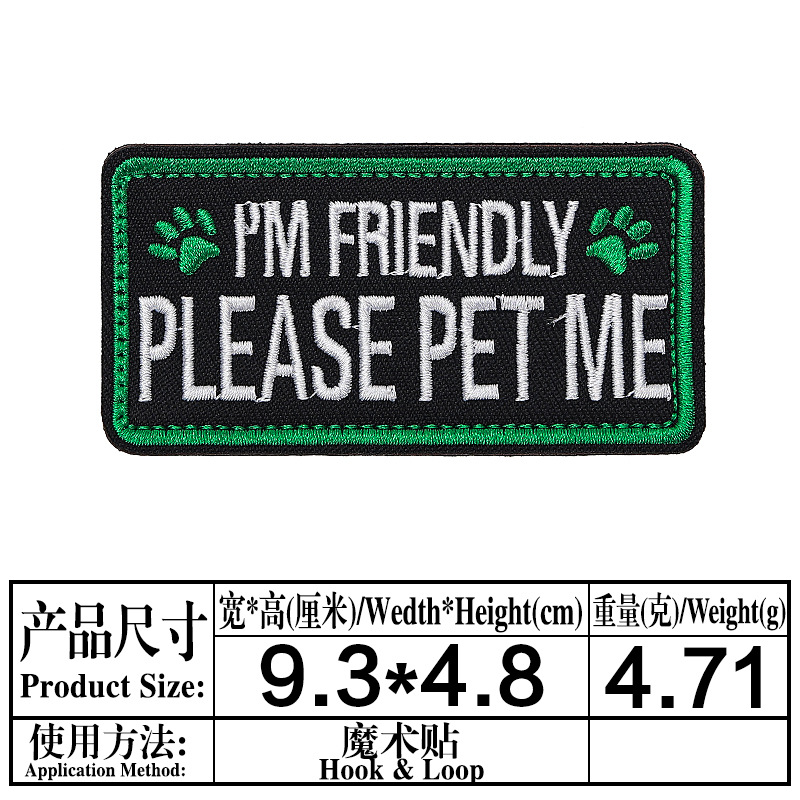 I'M FRIENDLY
PLEASE PET ME
产品尺寸
Product Size:
宽*高(厘米)/Wedth*Height(cm)
9.3*4.8
重量(克)/Weight(g)
4.71
使用方法:
Application Method:
魔术贴
Hook & Loop